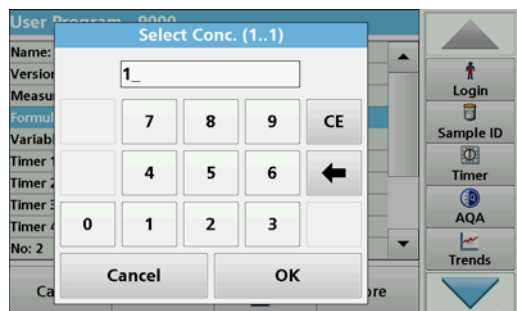 User Program 9000
Select Conc. (1..1)
1_
7 8 9 CE
4 5 6
0 1 2 3
Cancel OK
Name:
Version
Measu
Formul
Variabl
Timer 1
Timer 2
Timer 3
Timer 4
No: 2
Ca
ore
Login
Sample ID
Timer
AQA
Trends